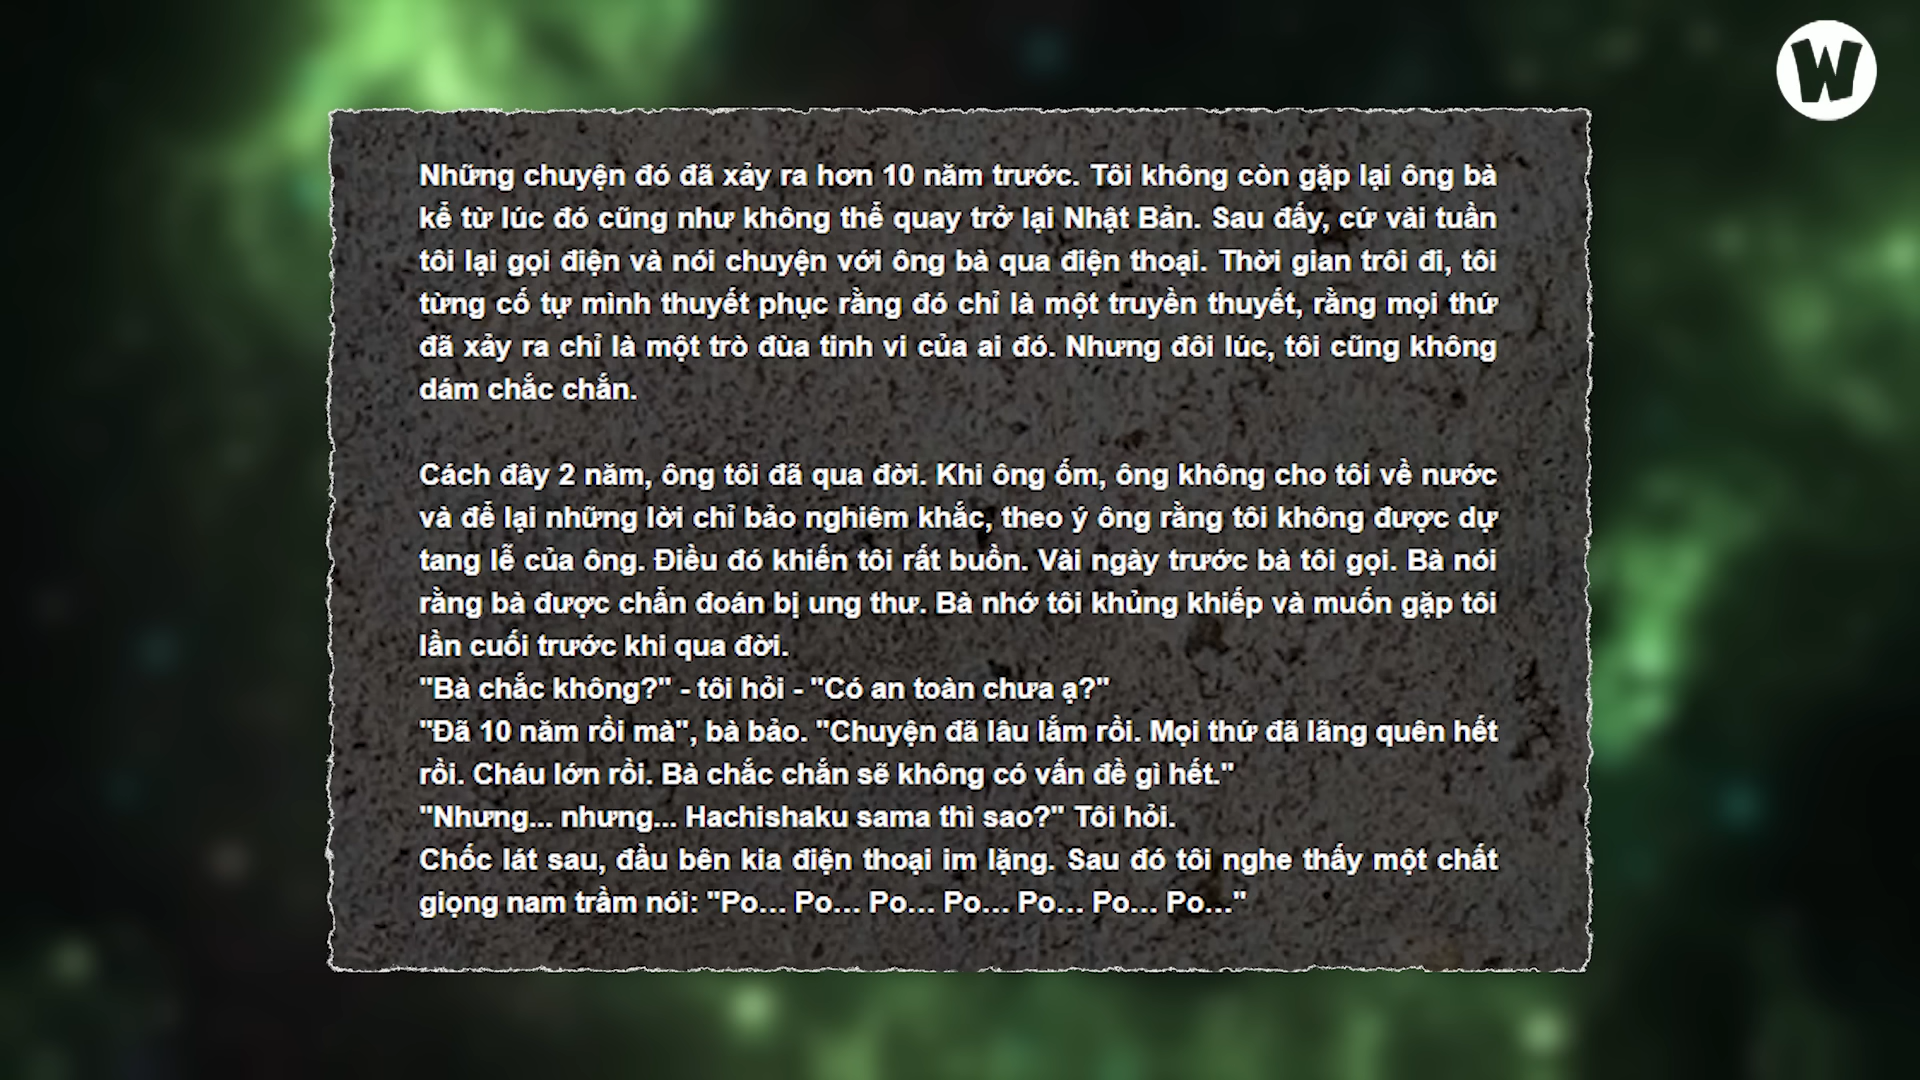 W
Những chuyện đó đã xảy ra hơn 10 năm trước. Tôi không còn gặp lại ông bà
kể từ lúc đó cũng như không thể quay trở lại Nhật Bản. Sau đấy, cứ vài tuần
tôi lại gọi điện và nói chuyện với ông bà qua điện thoại. Thời gian trôi đi, tôi
từng cố tự mình thuyết phục rằng đó chỉ là một truyền thuyết, rằng mọi thứ
đã xảy ra chỉ là một trò đùa tinh vi của ai đó. Nhưng đôi lúc, tôi cũng không
dám chắc chắn.
Cách đây 2 năm, ông tôi đã qua đời. Khi ông ốm, ông không cho tôi về nước
và để lại những lời chỉ bảo nghiêm khắc, theo ý ông rằng tôi không được dự
tang lễ của ông. Điều đó khiến tôi rất buồn. Vài ngày trước bà tôi gọi. Bà nói
rằng bà được chẩn đoán bị ung thư. Bà nhớ tôi khủng khiếp và muốn gặp tôi
lần cuối trước khi qua đời.
"Bà chắc không?" - tôi hỏi - "Có an toàn chưa ạ?"
"Đã 10 năm rồi mà", bà bảo. "Chuyện đã lâu lắm rồi. Mọi thứ đã lãng quên hết
rồi. Cháu lớn rồi. Bà chắc chắn sẽ không có vấn đề gì hết."
"Nhưng... nhưng... Hachishaku sama thì sao?" Tôi hỏi.
Chốc lát sau, đầu bên kia điện thoại im lặng. Sau đó tôi nghe thấy một chất
giọng nam trầm nói: "Po… Po… Po… Po… Po… Po… Po…"